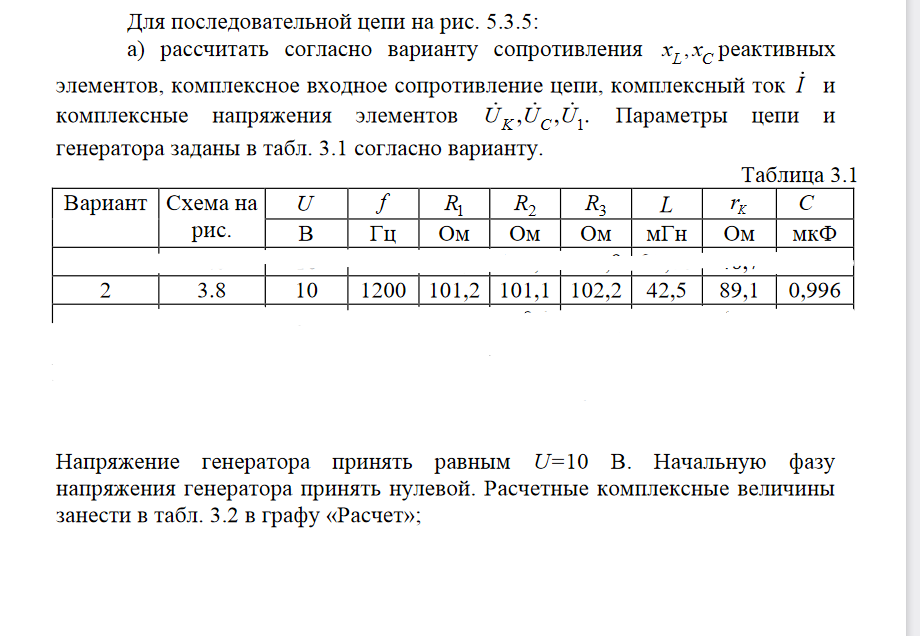 Для последовательной цепи на рис. 5.3.5:
а) рассчитать согласно варианту сопротивления x_L, x_C реактивных
элементов, комплексное входное сопротивление цепи, комплексный ток İ и
комплексные напряжения элементов U̇_K, U̇_C, U̇_1. Параметры цепи и
генератора заданы в табл. 3.1 согласно варианту.
Таблица 3.1
Вариант Схема на рис. U f R_1 R_2 R_3 L r_K C
В Гц Ом Ом Ом мГн Ом мкФ
2 3.8 10 1200 101,2 101,1 102,2 42,5 89,1 0,996
Напряжение генератора принять равным U=10 В. Начальную фазу
напряжения генератора принять нулевой. Расчетные комплексные величины
занести в табл. 3.2 в графу «Расчет»;